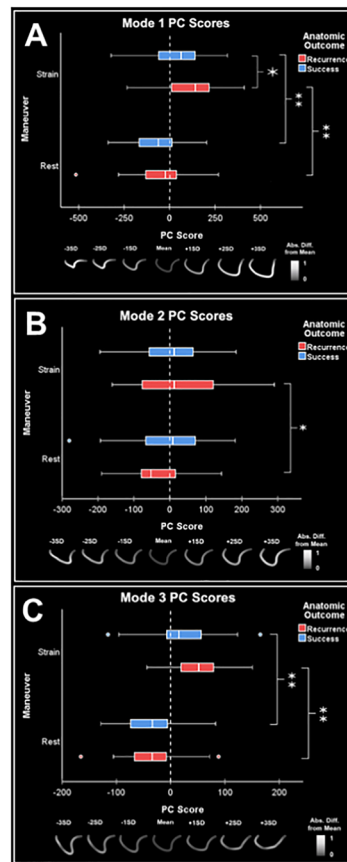 A
Mode 1 PC Scores
Anatomic
Outcome
Recurrence
Success
Strain
Maneuver
Rest
*
**
**
-500 -250 0 250 500
PC Score
-3SD -2SD -1SD Mean +1SD +2SD +3SD
Abs. Diff.
from Mean
1
0
B
Mode 2 PC Scores
Anatomic
Outcome
Recurrence
Success
Strain
Maneuver
Rest
*
-300 -200 -100 0 100 200 300
PC Score
-3SD -2SD -1SD Mean +1SD +2SD +3SD
Abs. Diff.
from Mean
1
0
C
Mode 3 PC Scores
Anatomic
Outcome
Recurrence
Success
Strain
Maneuver
Rest
**
**
-200 -100 0 100 200
PC Score
-3SD -2SD -1SD Mean +1SD +2SD +3SD
Abs. Diff.
from Mean
1
0